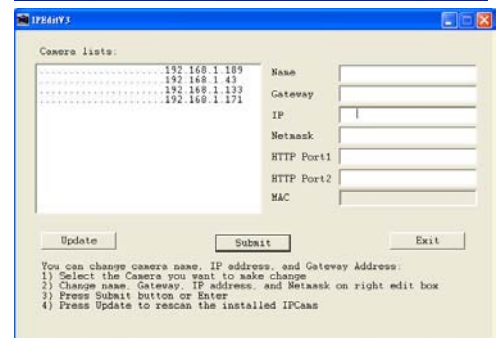 IPEditV3
Camera lists:
........................192.168.1.189
........................192.168.1.43
........................192.168.1.133
........................192.168.1.171
Name
Gateway
IP
Netmask
HTTP Port1
HTTP Port2
MAC
Update
Submit
Exit
You can change camera name, IP address, and Gateway Address:
1) Select the Camera you want to make change
2) Change name, Gateway, IP address, and Netmask on right edit box
3) Press Submit button or Enter
4) Press Update to rescan the installed IPCams